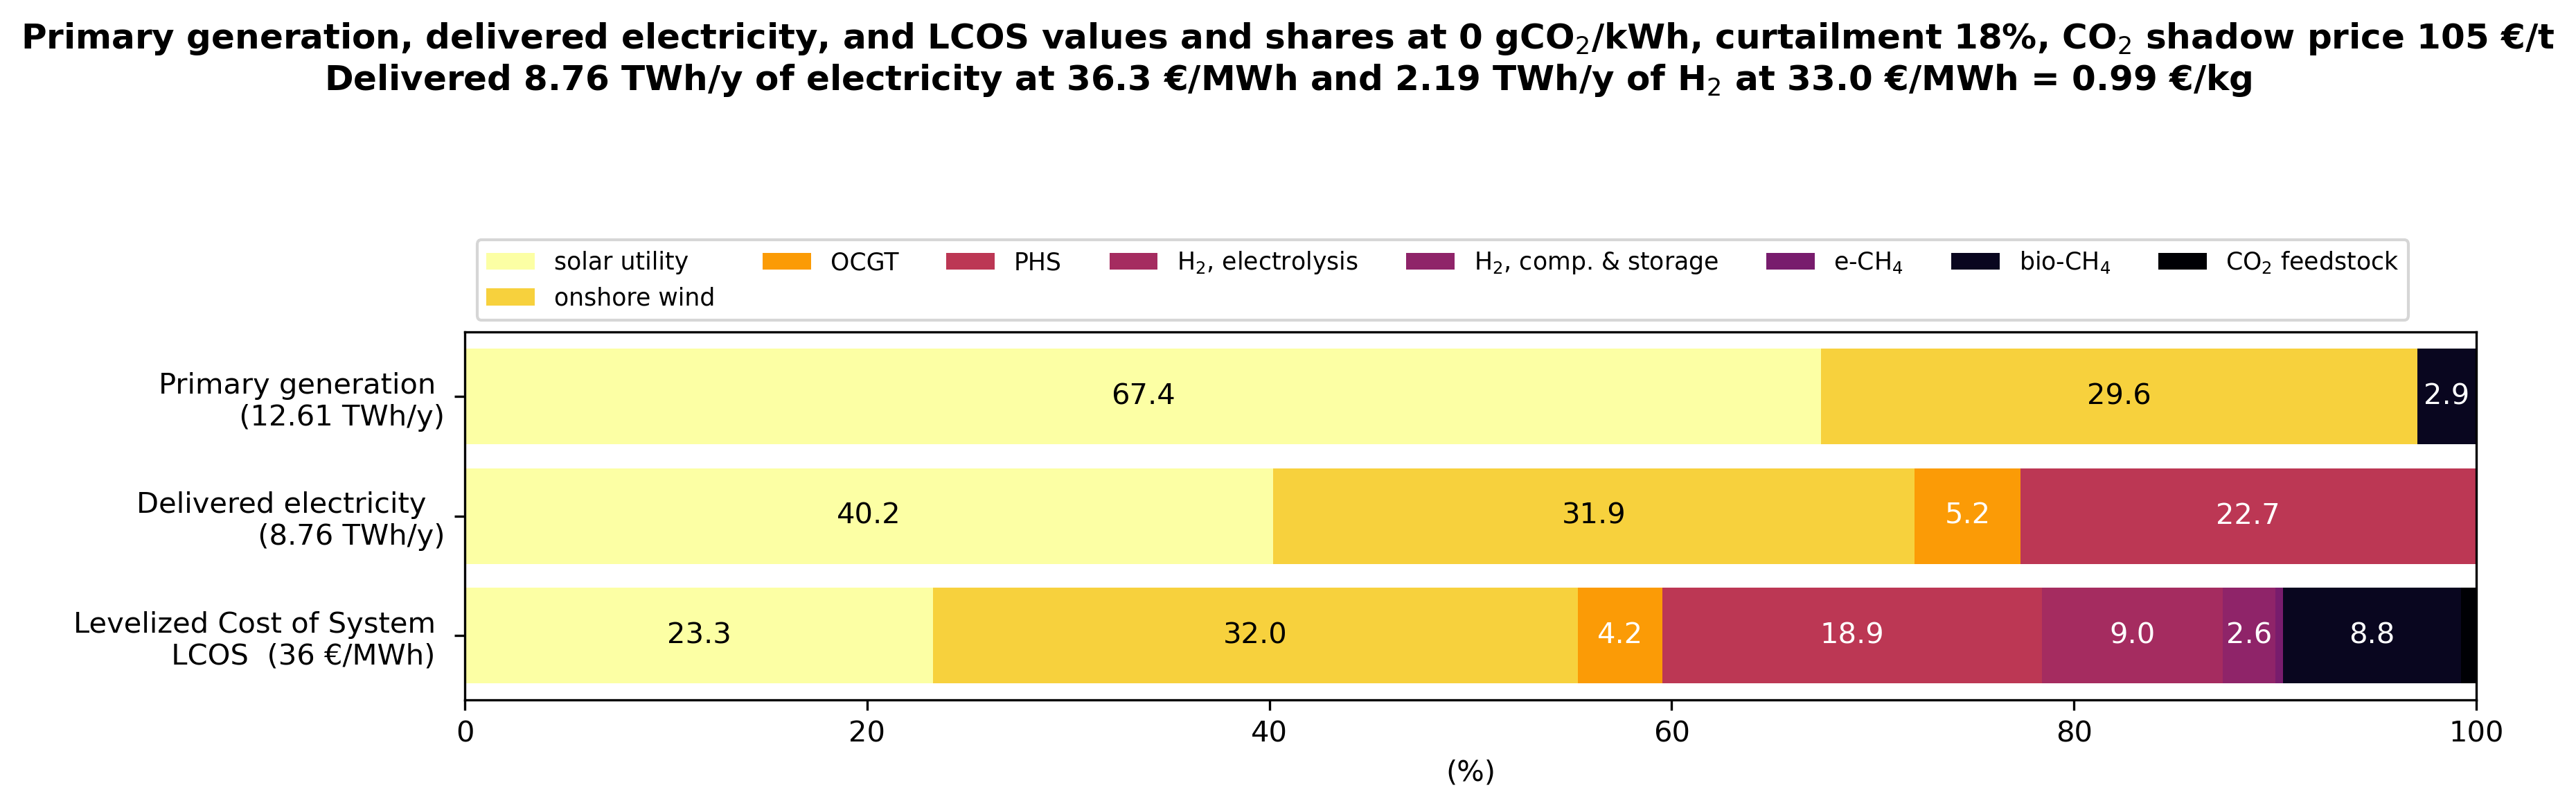 Primary generation, delivered electricity, and LCOS values and shares at 0 gCO₂/kWh, curtailment 18%, CO₂ shadow price 105 €/t
Delivered 8.76 TWh/y of electricity at 36.3 €/MWh and 2.19 TWh/y of H₂ at 33.0 €/MWh = 0.99 €/kg
solar utility OCGT PHS H₂, electrolysis H₂, comp. & storage e-CH₄ bio-CH₄ CO₂ feedstock
onshore wind
Primary generation
(12.61 TWh/y)
67.4 29.6 2.9
Delivered electricity
(8.76 TWh/y)
40.2 31.9 5.2 22.7
Levelized Cost of System
LCOS (36 €/MWh)
23.3 32.0 4.2 18.9 9.0 2.6 8.8
0 20 40 60 80 100
(%)